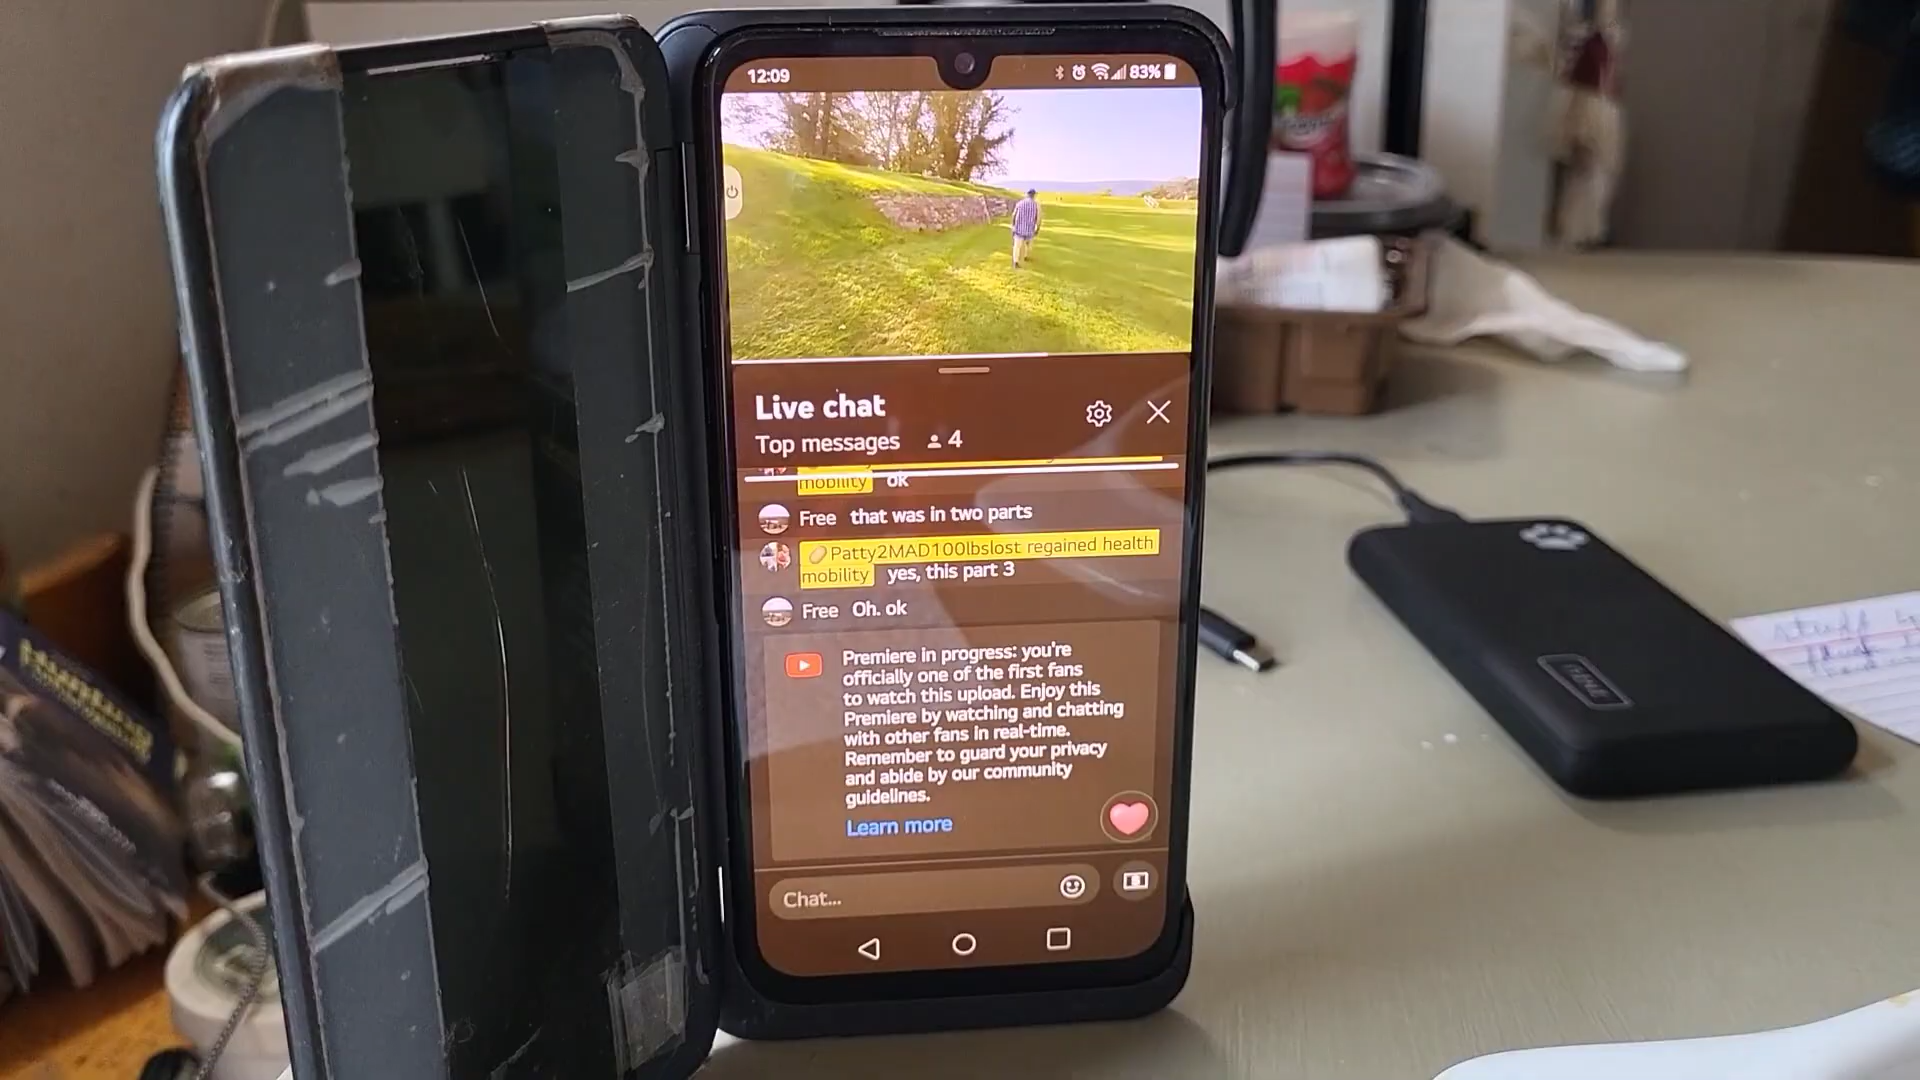 12:09
83%
Live chat
Top messages 4
mobility ok
Free that was in two parts
Patty2MAD100lbslost regained health
mobility yes, this part 3
Free Oh. ok
Premiere in progress: you're
officially one of the first fans
to watch this upload. Enjoy this
Premiere by watching and chatting
with other fans in real-time.
Remember to guard your privacy
and abide by our community
guidelines.
Learn more
Chat...